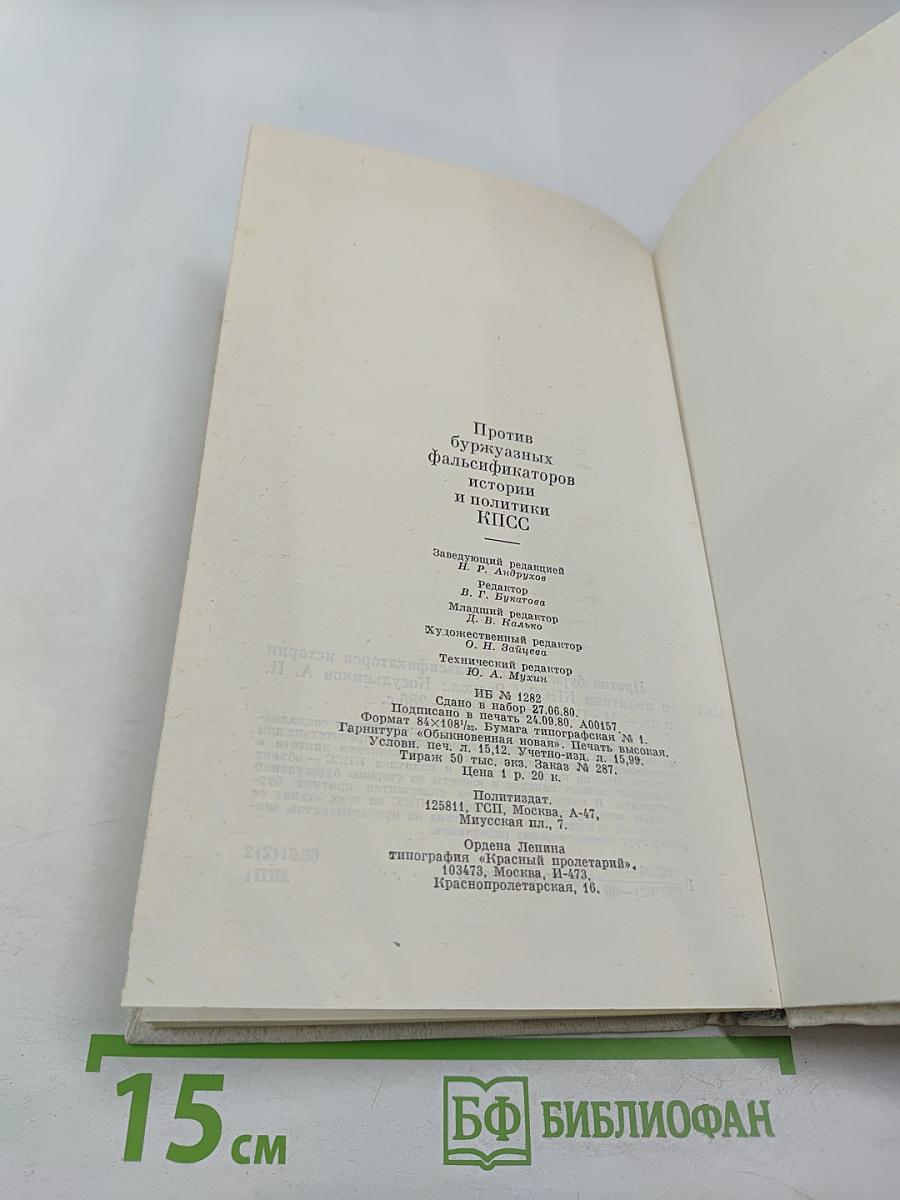 Против
буржуазных
фальсификаторов
истории
и политики
КПСС
Заведующий редакцией
Н. Р. Андрухов
Редактор
В. Г. Букатова
Младший редактор
Д. В. Калько
Художественный редактор
О. Н. Зайцева
Технический редактор
Ю. А. Мухин
ИБ № 1282
Сдано в набор 27.06.80.
Подписано в печать 24.09.80. А00157.
Формат 84×108¹/₃₂. Бумага типографская № 1.
Гарнитура «Обыкновенная новая». Печать высокая.
Условн. печ. л. 15,12. Учетно-изд. л. 15,99.
Тираж 50 тыс. экз. Заказ № 287.
Цена 1 р. 20 к.
Политиздат.
125811, ГСП, Москва, А-47,
Миусская пл., 7.
Ордена Ленина
типография «Красный пролетарий».
103473, Москва, И-473,
Краснопролетарская, 16.
15 см
БФ БИБЛИОФАН